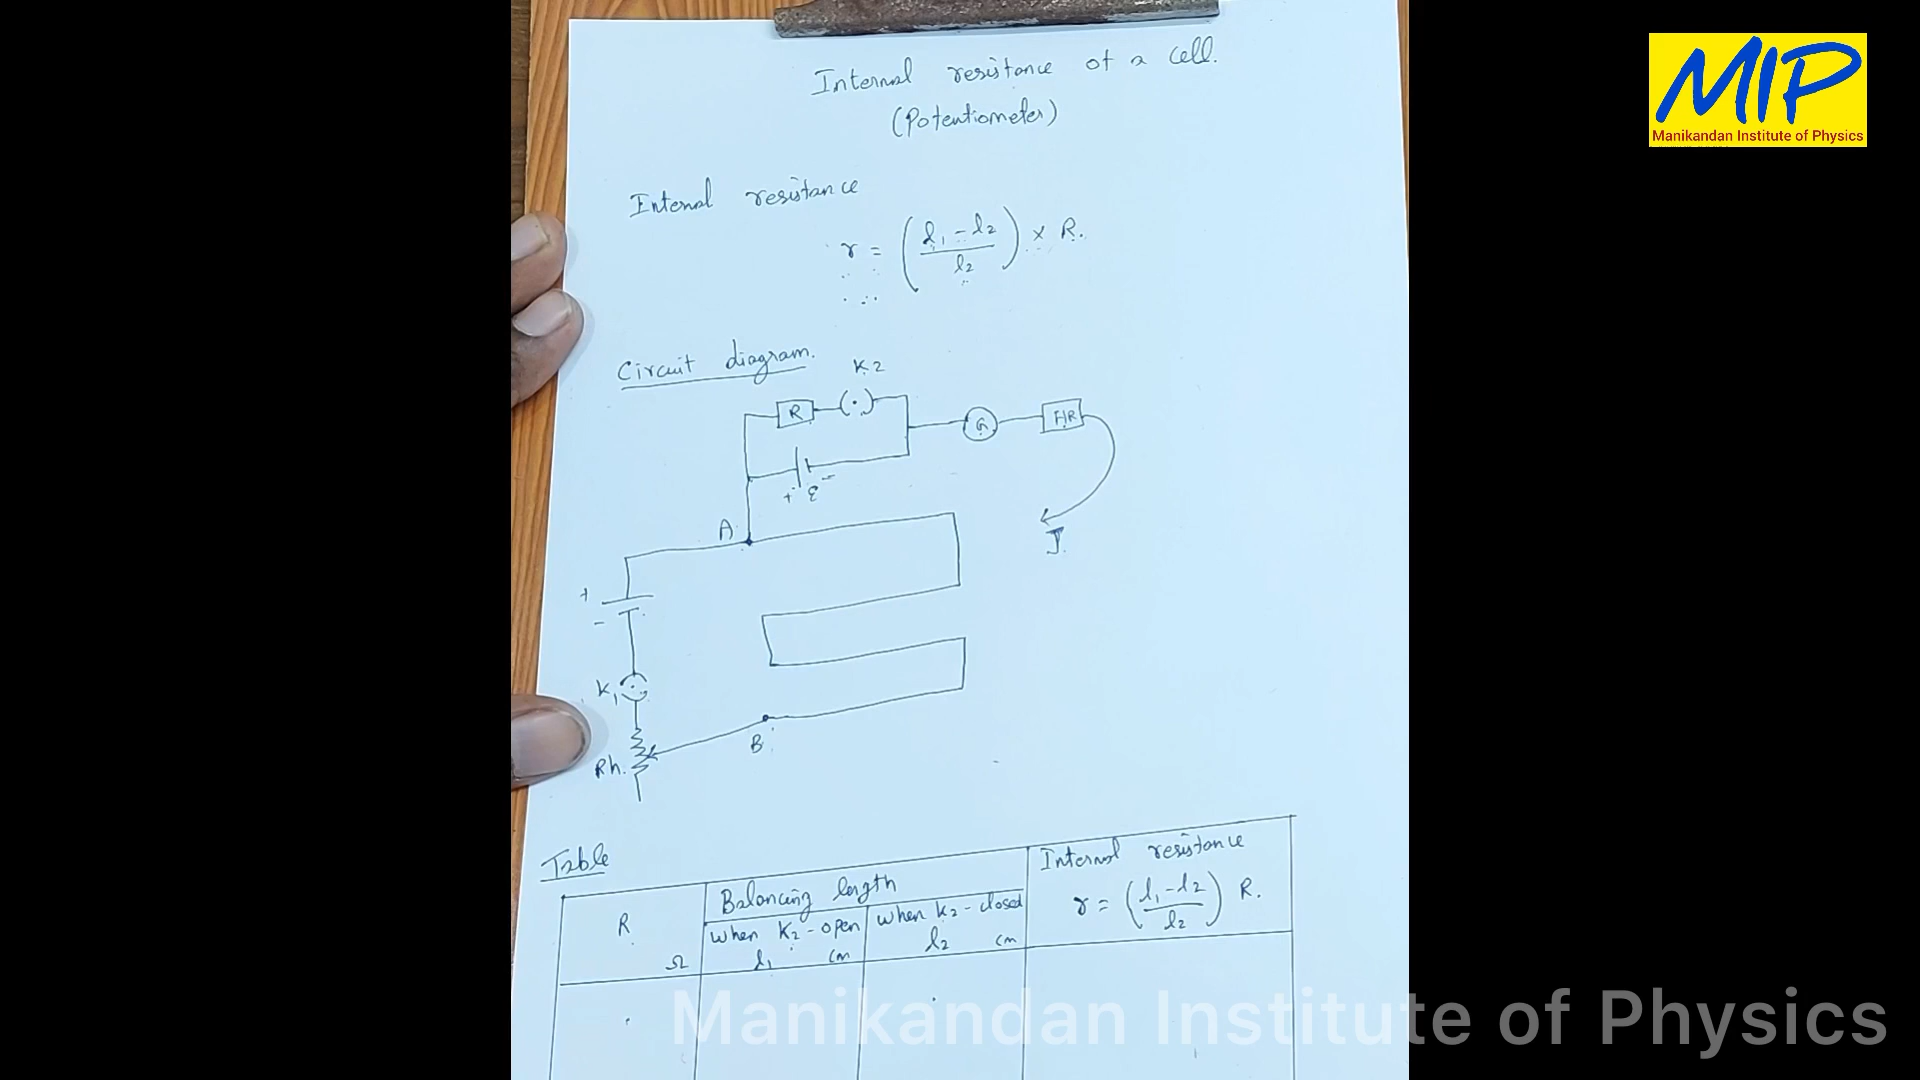 MIP
Manikandan Institute of Physics
Internal resistance of a cell.
(Potentiometer)
Internal resistance
r = (l₁ - l₂ / l₂) × R.
Circuit diagram.
K2
R
G
HR
+ ε -
A
J
+
-
K₁
B
Rh.
Table
R
Ω
Balancing length
when K₂ - open
l₁ cm
when K₂ - closed
l₂ cm
Internal resistance
r = (l₁ - l₂ / l₂) R.
Manikandan Institute of Physics